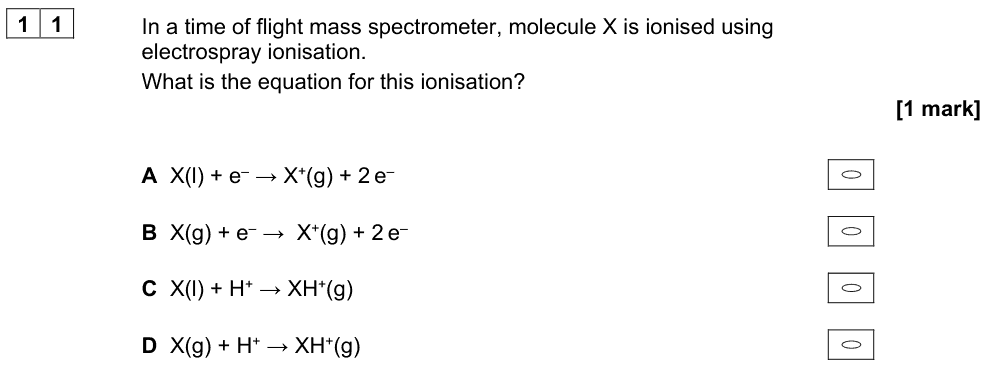 1 1 In a time of flight mass spectrometer, molecule X is ionised using
electrospray ionisation.
What is the equation for this ionisation?
[1 mark]
A X(l) + e⁻ → X⁺(g) + 2 e⁻
B X(g) + e⁻ → X⁺(g) + 2 e⁻
C X(l) + H⁺ → XH⁺(g)
D X(g) + H⁺ → XH⁺(g)